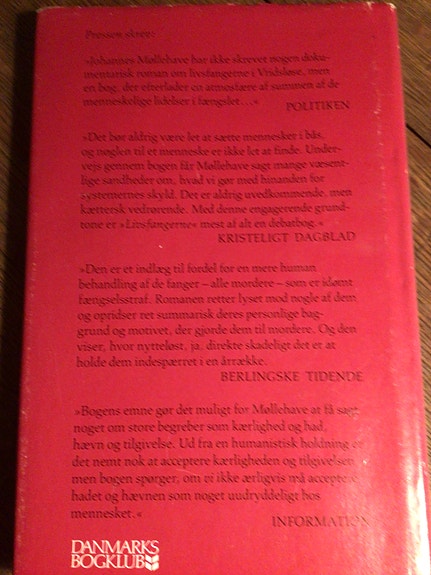 Pressen skrev:
»Johannes Møllehave har ikke skrevet nogen doku-
mentarisk roman om livsfangerne i Vridsløse, men
en bog, der efterlader en atmosfære af summen af de
menneskelige lidelser i fængslet...«
POLITIKEN
»Det bør aldrig være let at sætte mennesker i bås,
og nøglen til et menneske er ikke let at finde. Under-
vejs gennem bogen får Møllehave sagt mange væsent-
lige sandheder om, hvad vi gør med hinanden for
systemernes skyld. Det er aldrig uvedkommende, men
kættersk vedrørende. Med denne engagerende grund-
tone er »Livsfangerne« mest af alt en debatbog.«
KRISTELIGT DAGBLAD
»Den er et indlæg til fordel for en mere human
behandling af de fanger – alle mordere – som er idømt
fængselsstraf. Romanen retter lyset mod nogle af dem
og opridser ret summarisk deres personlige bag-
grund og motivet, der gjorde dem til mordere. Og den
viser, hvor nytteløst, ja, direkte skadeligt det er at
holde dem indespærret i en årrække.
BERLINGSKE TIDENDE
»Bogens emne gør det muligt for Møllehave at få sagt
noget om store begreber som kærlighed og had,
hævn og tilgivelse. Ud fra en humanistisk holdning er
det nemt nok at acceptere kærligheden og tilgivelsen,
men bogen spørger, om vi ikke ærligvis må acceptere
hadet og hævnen som noget uudryddeligt hos
mennesket.«
INFORMATION
DANMARKS
BOGKLUB